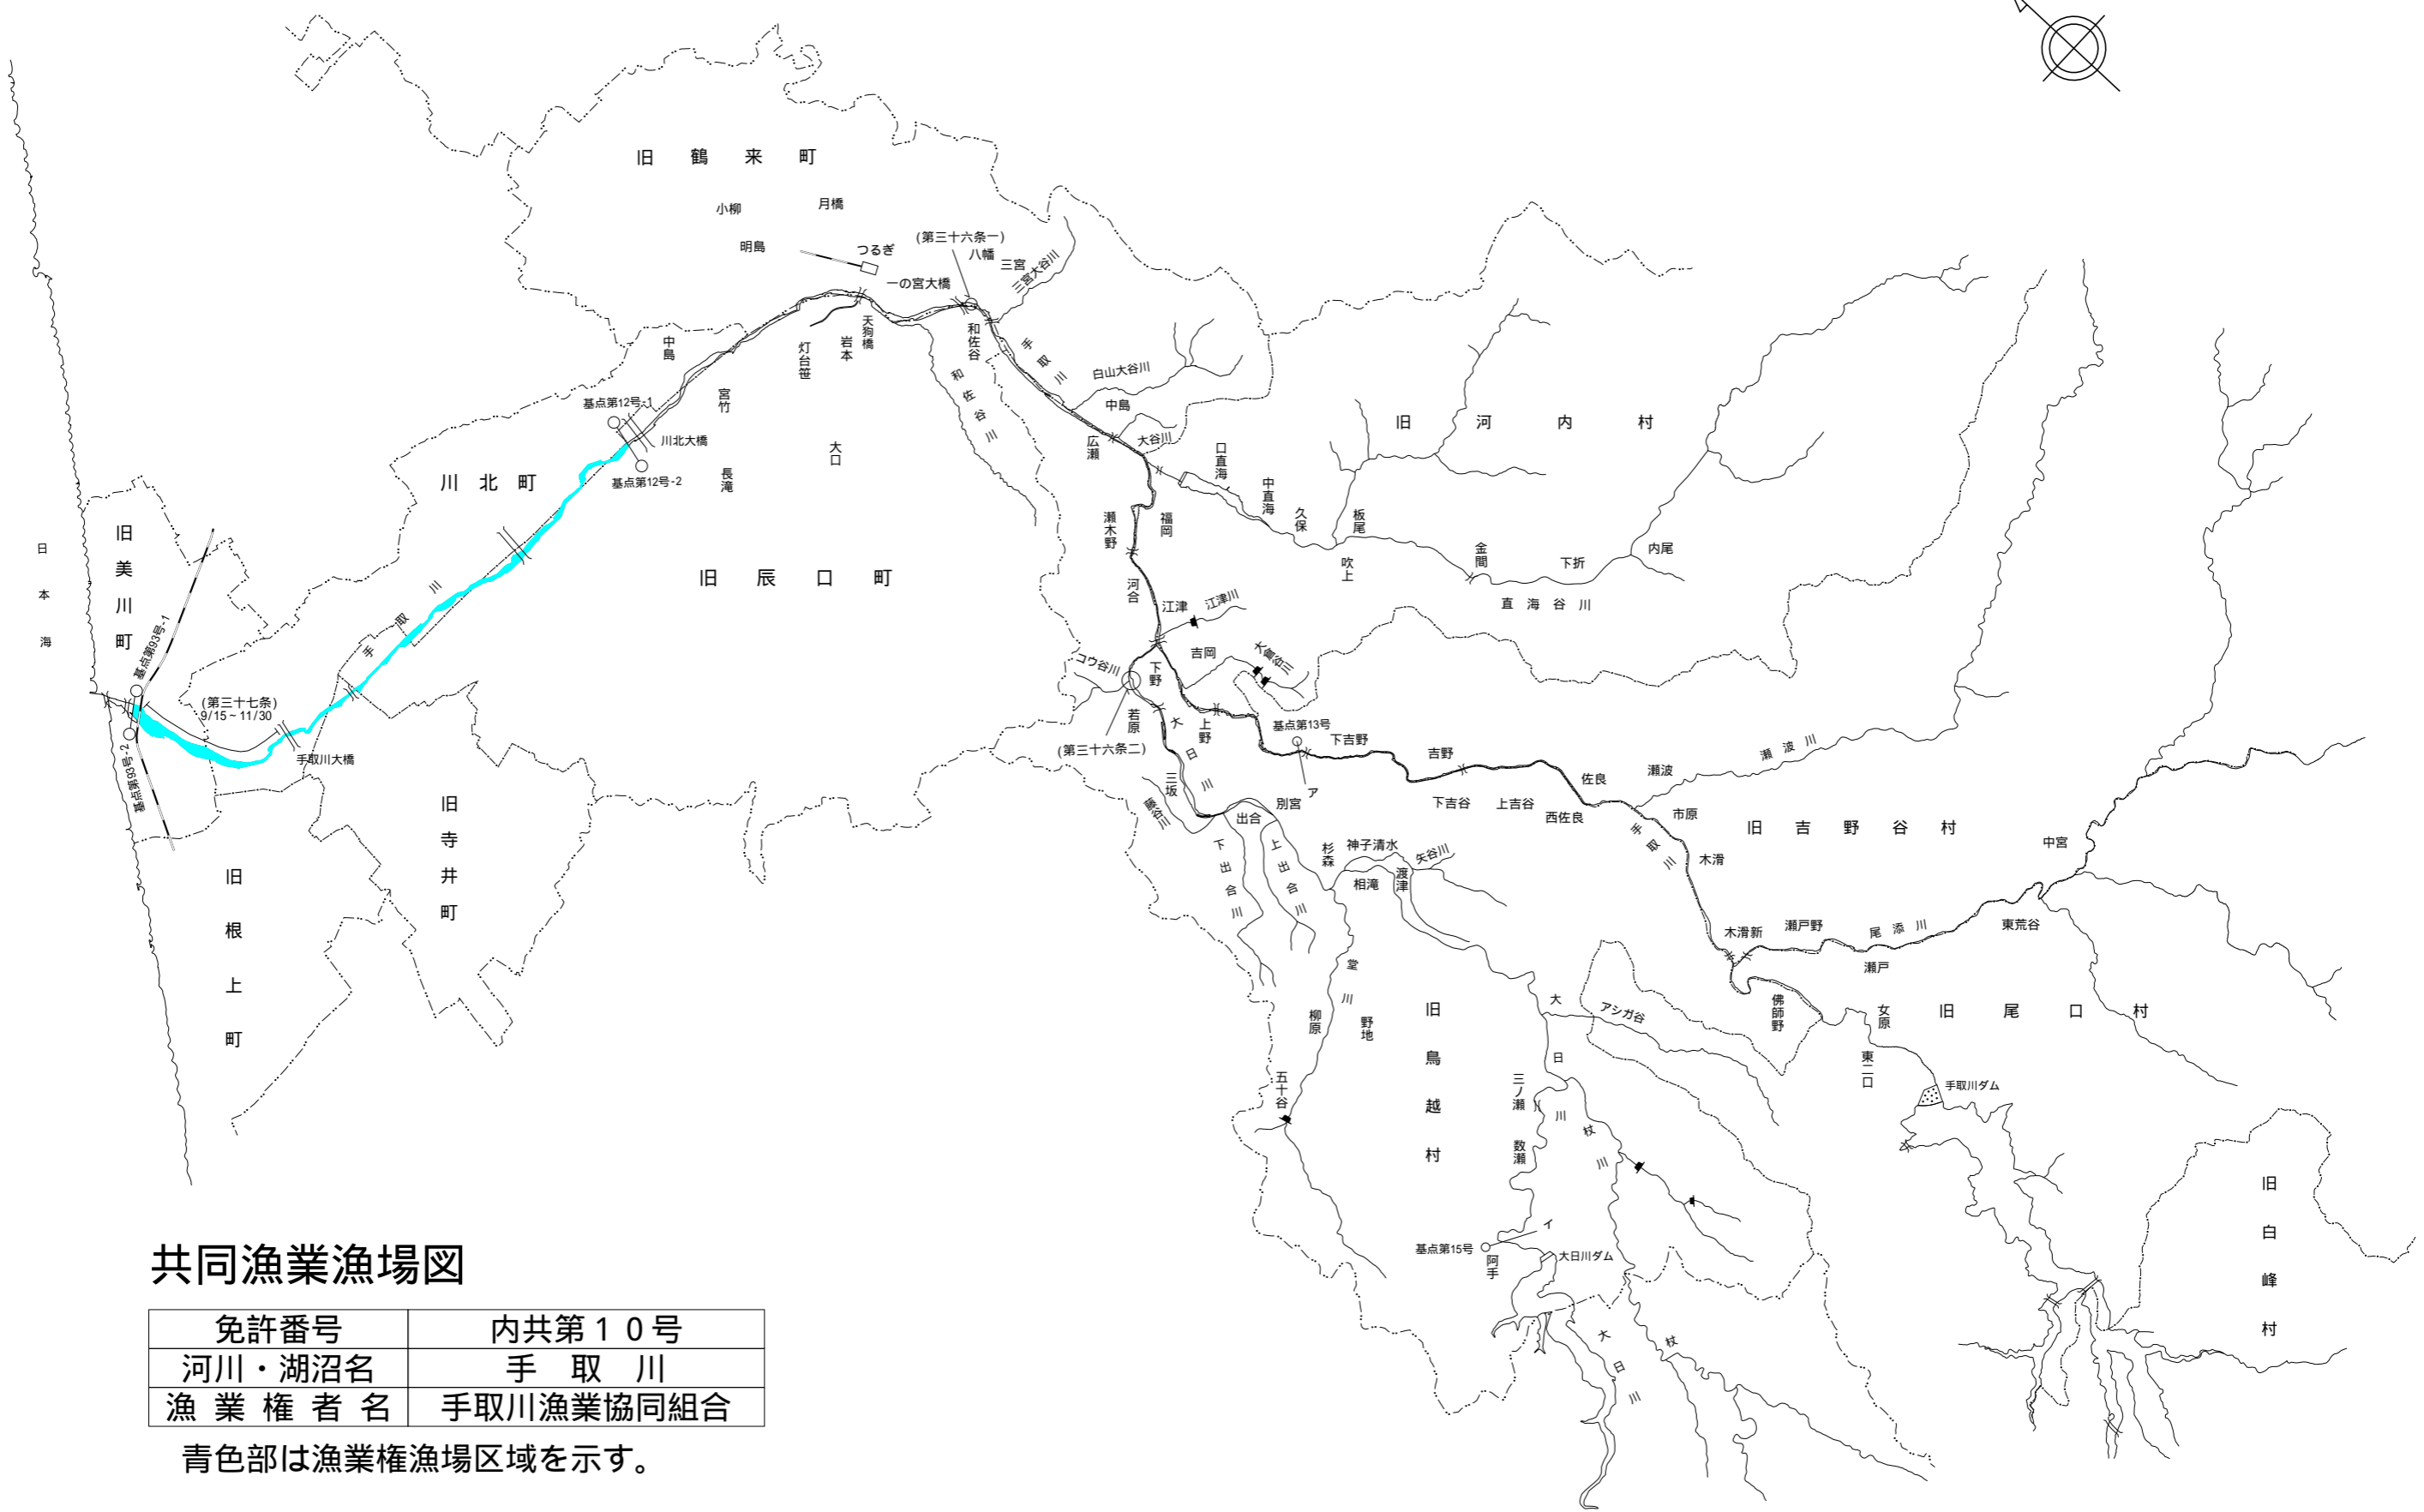 旧鶴来町
小柳
月橋
明島
つるぎ
(第三十六条一)
八幡
三宮
三宮大谷川
一の宮大橋
天狗橋
岩本
灯台笹
和佐谷
和佐谷川
手取川
白山大谷川
中島
大谷川
広瀬
中島
宮竹
基点第12号-1
川北大橋
基点第12号-2
長滝
大口
川北町
旧河内村
口直海
中直海
久保
板尾
吹上
金間
下折
内尾
直海谷川
瀬木野
福岡
河合
江津
江津川
日本海
旧美川町
旧辰口町
手取川
基点第93号-1
基点第93号-2
(第三十七条)
9/15~11/30
手取川大橋
コウ谷川
下野
吉岡
若原
大日川
上野
(第三十六条二)
基点第13号
ア
下吉野
吉野
下吉谷
上吉谷
西佐良
佐良
瀬波
瀬波川
市原
手取川
木滑
旧吉野谷村
中宮
三坂
藤谷川
出合
別宮
下出合川
上出合川
杉森
神子清水
相滝
渡津
矢谷川
木滑新
瀬戸野
尾添川
瀬戸
東荒谷
旧寺井町
旧根上町
堂川
野地
柳原
五十谷
旧鳥越村
大日川
アシガ谷
佛師野
女原
東二口
旧尾口村
手取川ダム
三ノ瀬
数瀬
杖川
基点第15号
イ
阿手
大日川ダム
大日川
杖
旧白峰村
共同漁業漁場図
免許番号 内共第10号
河川・湖沼名 手取川
漁業権者名 手取川漁業協同組合
青色部は漁業権漁場区域を示す。